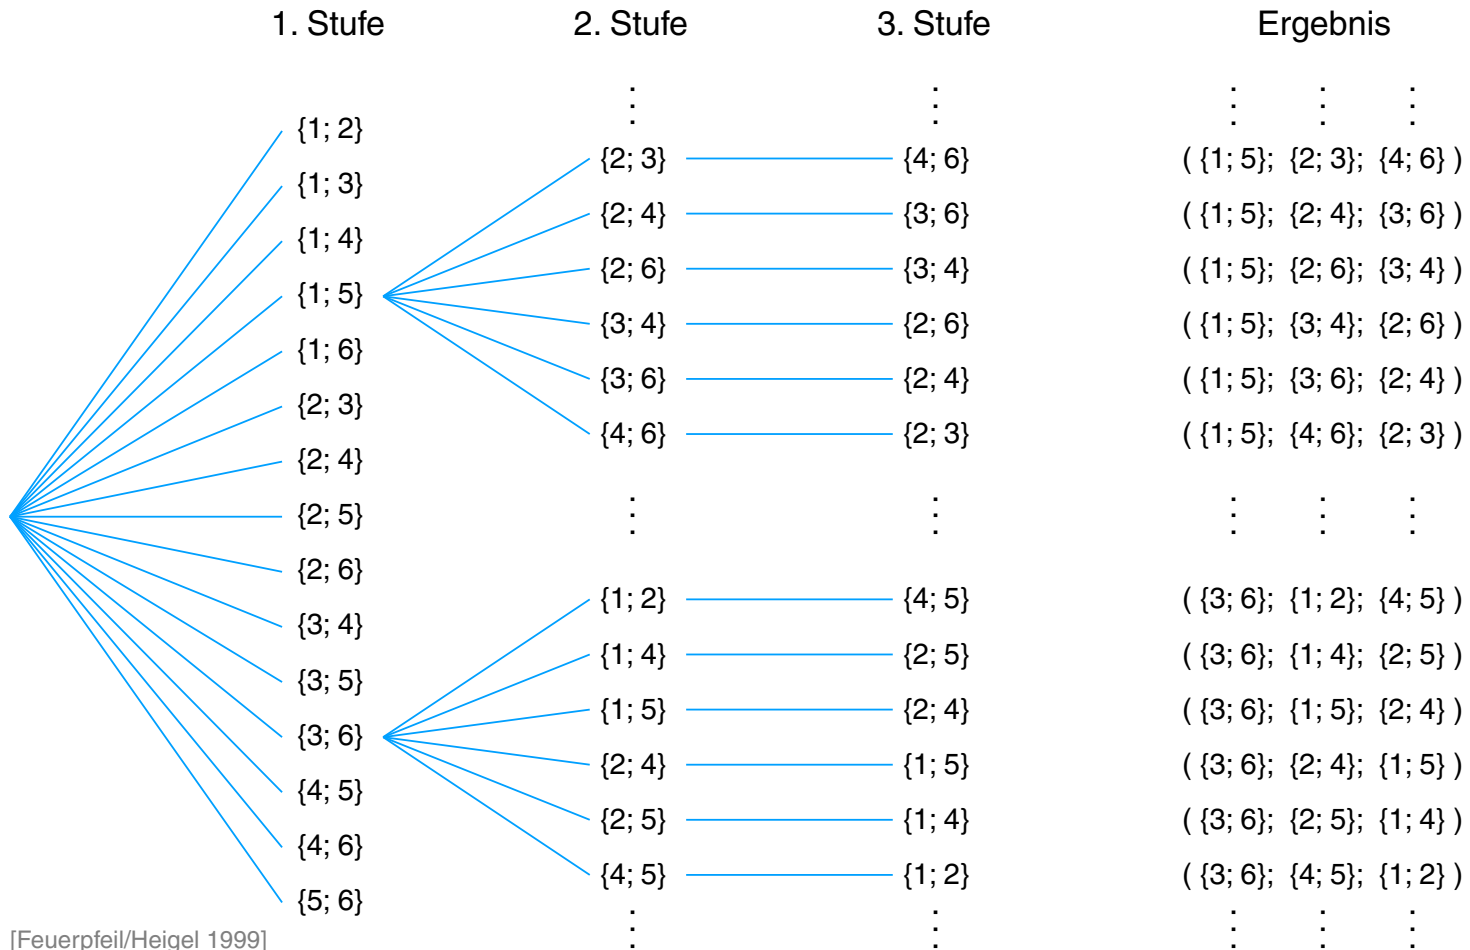 1. Stufe 2. Stufe 3. Stufe Ergebnis
{1; 2}
{2; 3} {4; 6} ( {1; 5}; {2; 3}; {4; 6} )
{1; 3}
{2; 4} {3; 6} ( {1; 5}; {2; 4}; {3; 6} )
{1; 4}
{2; 6} {3; 4} ( {1; 5}; {2; 6}; {3; 4} )
{1; 5}
{3; 4} {2; 6} ( {1; 5}; {3; 4}; {2; 6} )
{1; 6}
{3; 6} {2; 4} ( {1; 5}; {3; 6}; {2; 4} )
{2; 3}
{4; 6} {2; 3} ( {1; 5}; {4; 6}; {2; 3} )
{2; 4}
{2; 5}
{2; 6}
{1; 2} {4; 5} ( {3; 6}; {1; 2}; {4; 5} )
{3; 4}
{1; 4} {2; 5} ( {3; 6}; {1; 4}; {2; 5} )
{3; 5}
{1; 5} {2; 4} ( {3; 6}; {1; 5}; {2; 4} )
{3; 6}
{2; 4} {1; 5} ( {3; 6}; {2; 4}; {1; 5} )
{4; 5}
{2; 5} {1; 4} ( {3; 6}; {2; 5}; {1; 4} )
{4; 6}
{4; 5} {1; 2} ( {3; 6}; {4; 5}; {1; 2} )
{5; 6}
[Feuerpfeil/Heigel 1999]